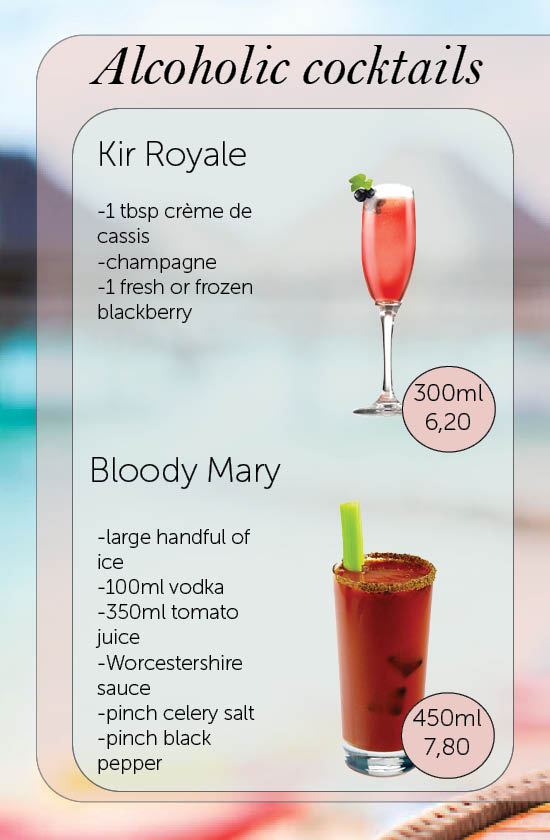 Alcoholic cocktails
Kir Royale
-1 tbsp crème de
cassis
-champagne
-1 fresh or frozen
blackberry
300ml
6,20
Bloody Mary
-large handful of
ice
-100ml vodka
-350ml tomato
juice
-Worcestershire
sauce
-pinch celery salt
-pinch black
pepper
450ml
7,80